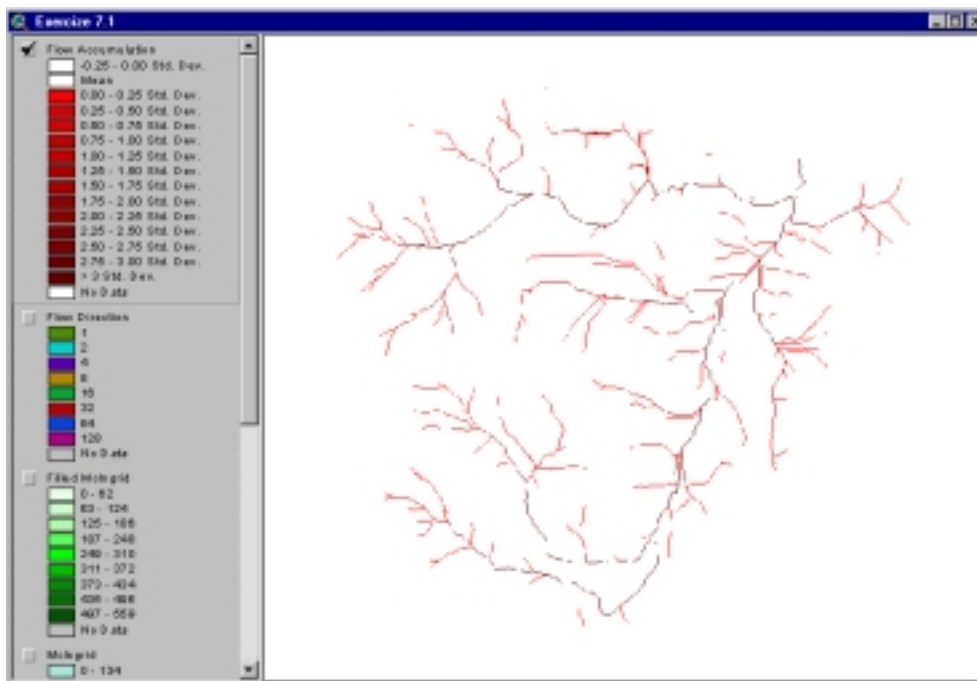 Exercize 7.1
Flow Accumulation
-0.25 - 0.00 Std. Dev.
Mean
0.00 - 0.25 Std. Dev.
0.25 - 0.50 Std. Dev.
0.50 - 0.75 Std. Dev.
0.75 - 1.00 Std. Dev.
1.00 - 1.25 Std. Dev.
1.25 - 1.50 Std. Dev.
1.50 - 1.75 Std. Dev.
1.75 - 2.00 Std. Dev.
2.00 - 2.25 Std. Dev.
2.25 - 2.50 Std. Dev.
2.50 - 2.75 Std. Dev.
2.75 - 3.00 Std. Dev.
> 3 Std. Dev.
No Data
Flow Direction
1
2
4
8
16
32
64
128
No Data
Filled Molngrid
0 - 62
63 - 124
125 - 186
187 - 248
249 - 310
311 - 372
373 - 434
435 - 496
497 - 559
No Data
0 - 134